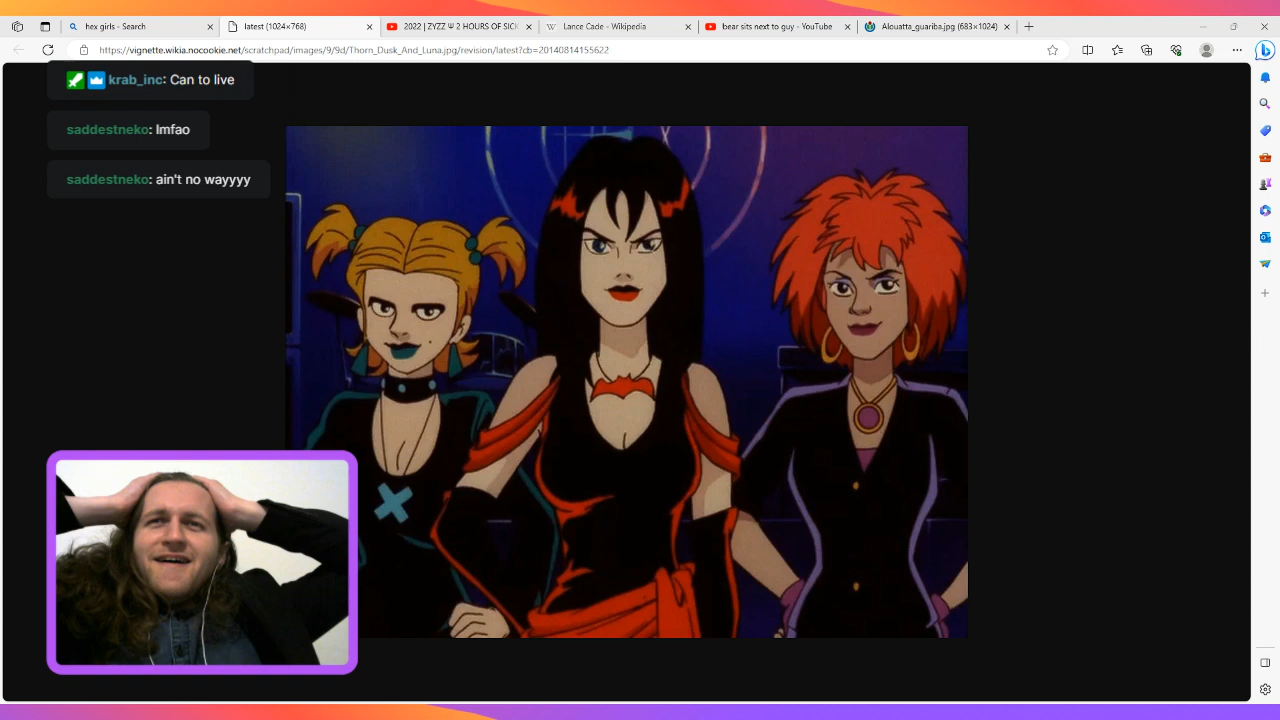 hex girls - Search
latest (1024×768)
2022 | ZYZZ Ψ 2 HOURS OF SICK
Lance Cade - Wikipedia
bear sits next to guy - YouTube
Alouatta_guariba.jpg (683×1024)
https://vignette.wikia.nocookie.net/scratchpad/images/9/9d/Thorn_Dusk_And_Luna.jpg/revision/latest?cb=20140814155622
krab_inc: Can to live
saddestneko: lmfao
saddestneko: ain't no wayyyy